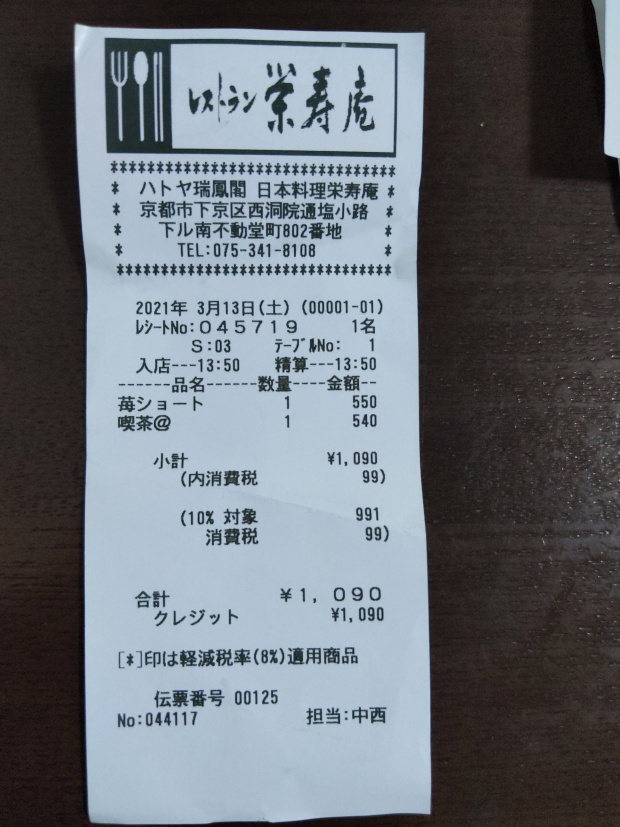 レストラン 栄寿庵
********************************
* ハトヤ瑞鳳閣 日本料理栄寿庵 *
* 京都市下京区西洞院通塩小路 *
* 下ル南不動堂町802番地 *
* TEL:075-341-8108 *
********************************
2021年 3月13日(土) (00001-01)
ﾚｼｰﾄNo:045719 1名
S:03 ﾃｰﾌﾞﾙNo: 1
入店---13:50 精算---13:50
------品名------数量----金額--
苺ショート 1 550
喫茶@ 1 540
小計 ¥1,090
(内消費税 99)
(10% 対象 991
消費税 99)
合計 ¥1,090
クレジット ¥1,090
[*]印は軽減税率(8%)適用商品
伝票番号 00125
No:044117 担当:中西